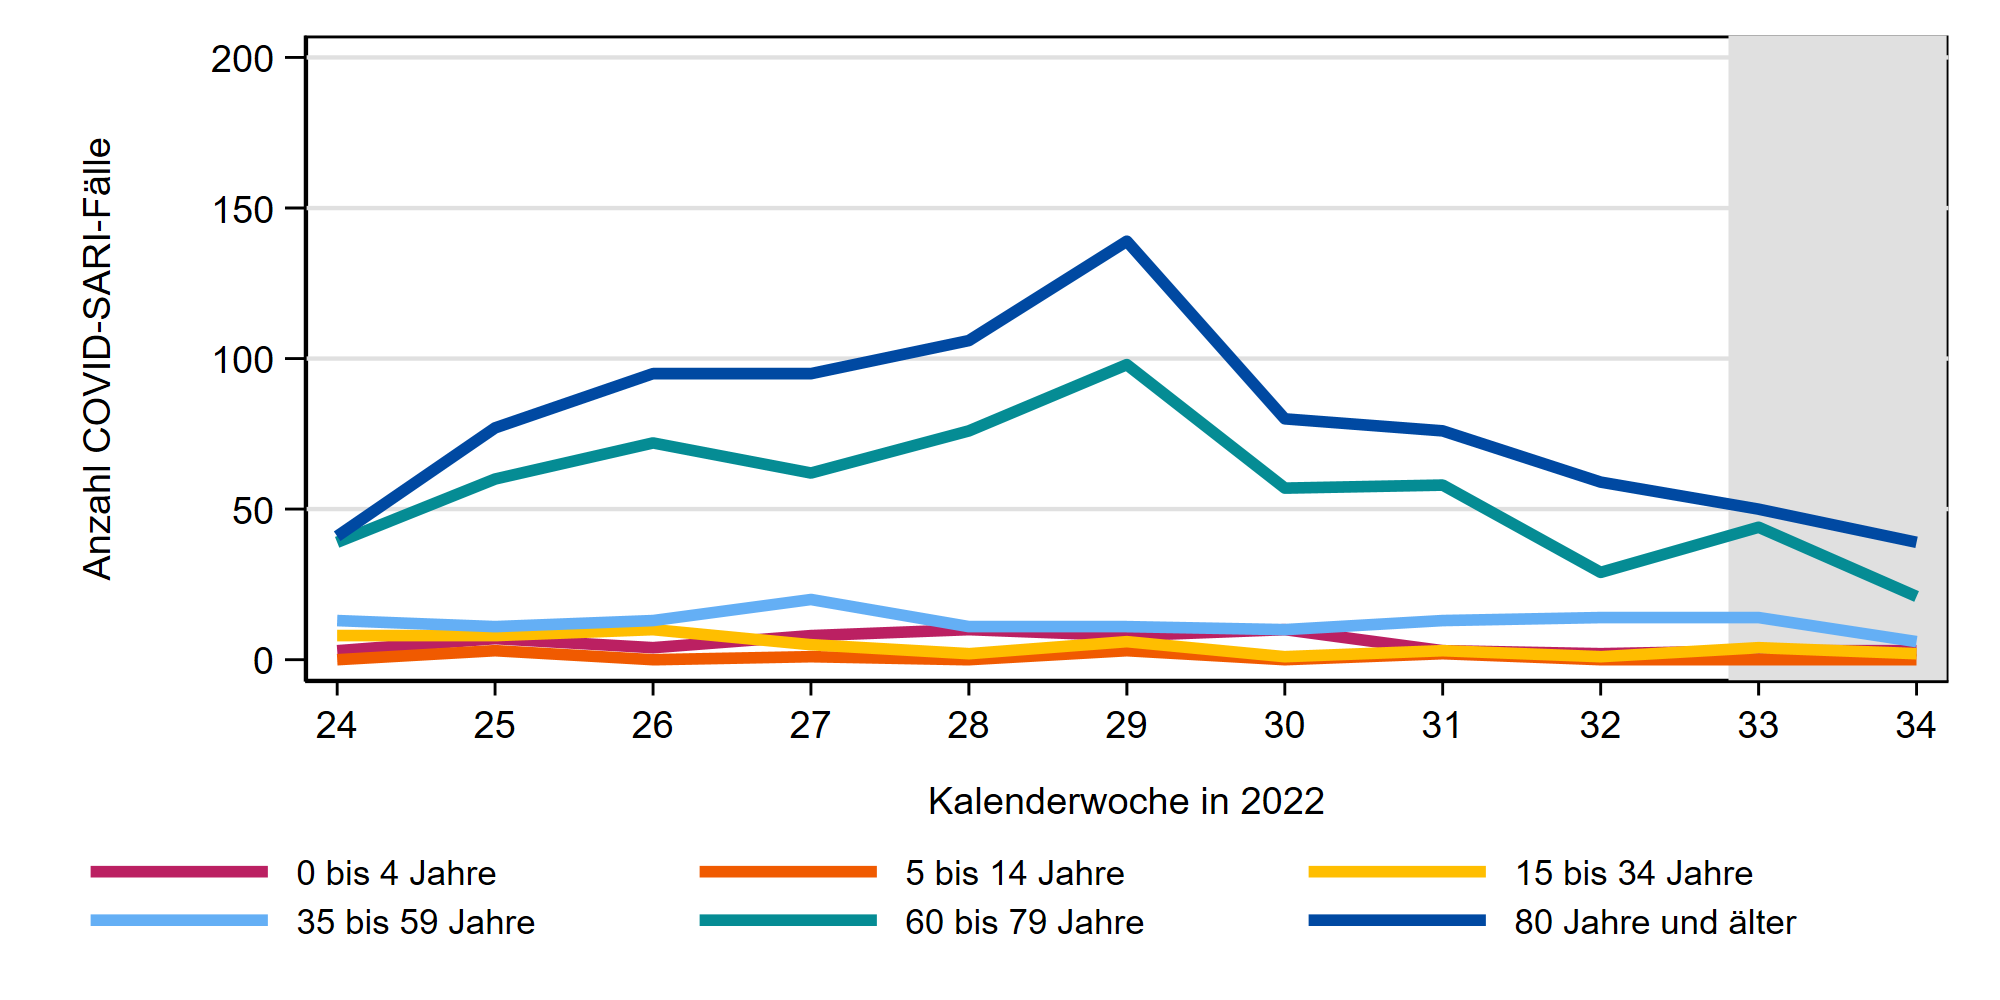 200
150
100
50
0
Anzahl COVID-SARI-Fälle
24 25 26 27 28 29 30 31 32 33 34
Kalenderwoche in 2022
0 bis 4 Jahre 5 bis 14 Jahre 15 bis 34 Jahre
35 bis 59 Jahre 60 bis 79 Jahre 80 Jahre und älter